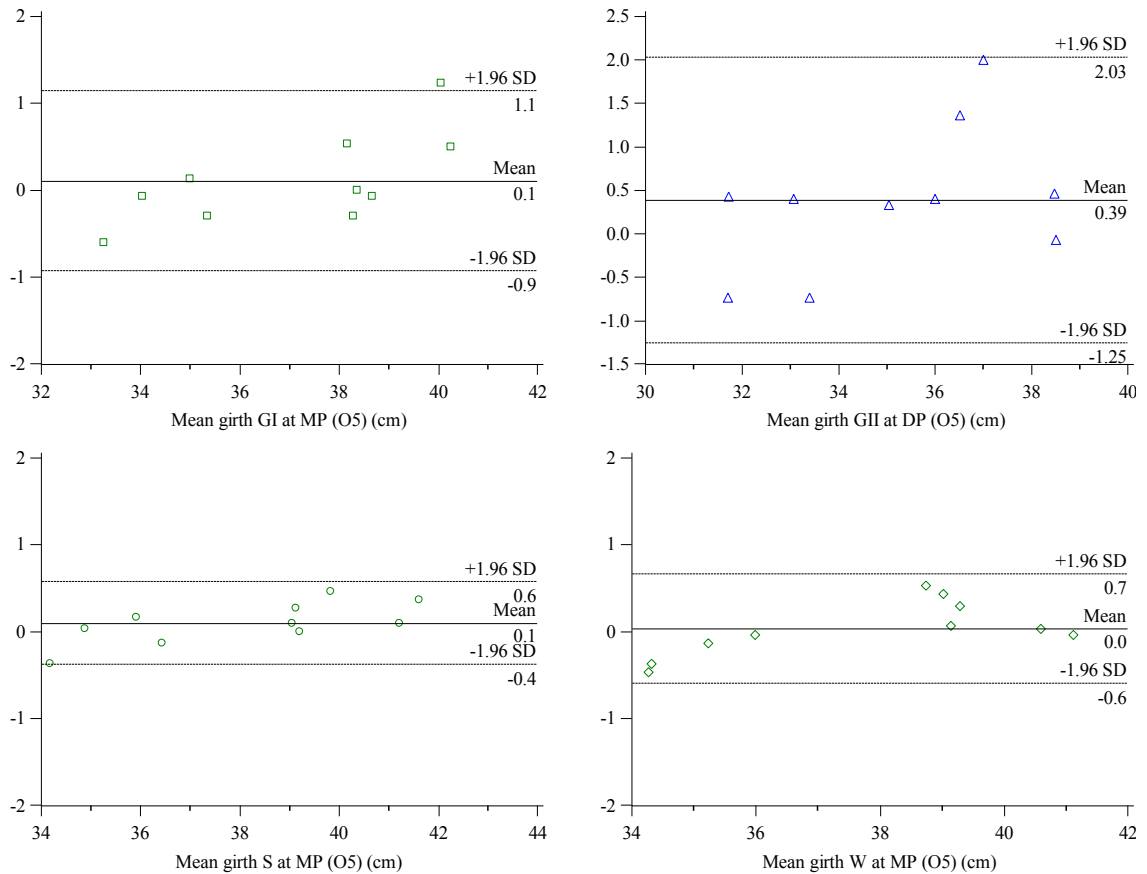 2
1
0
-1
-2
+1.96 SD
1.1
Mean
0.1
-1.96 SD
-0.9
32 34 36 38 40 42
Mean girth GI at MP (O5) (cm)
2.5
2.0
1.5
1.0
0.5
0.0
-0.5
-1.0
-1.5
+1.96 SD
2.03
Mean
0.39
-1.96 SD
-1.25
30 32 34 36 38 40
Mean girth GII at DP (O5) (cm)
2
1
0
-1
-2
+1.96 SD
0.6
Mean
0.1
-1.96 SD
-0.4
34 36 38 40 42 44
Mean girth S at MP (O5) (cm)
2
1
0
-1
-2
+1.96 SD
0.7
Mean
0.0
-1.96 SD
-0.6
34 36 38 40 42
Mean girth W at MP (O5) (cm)